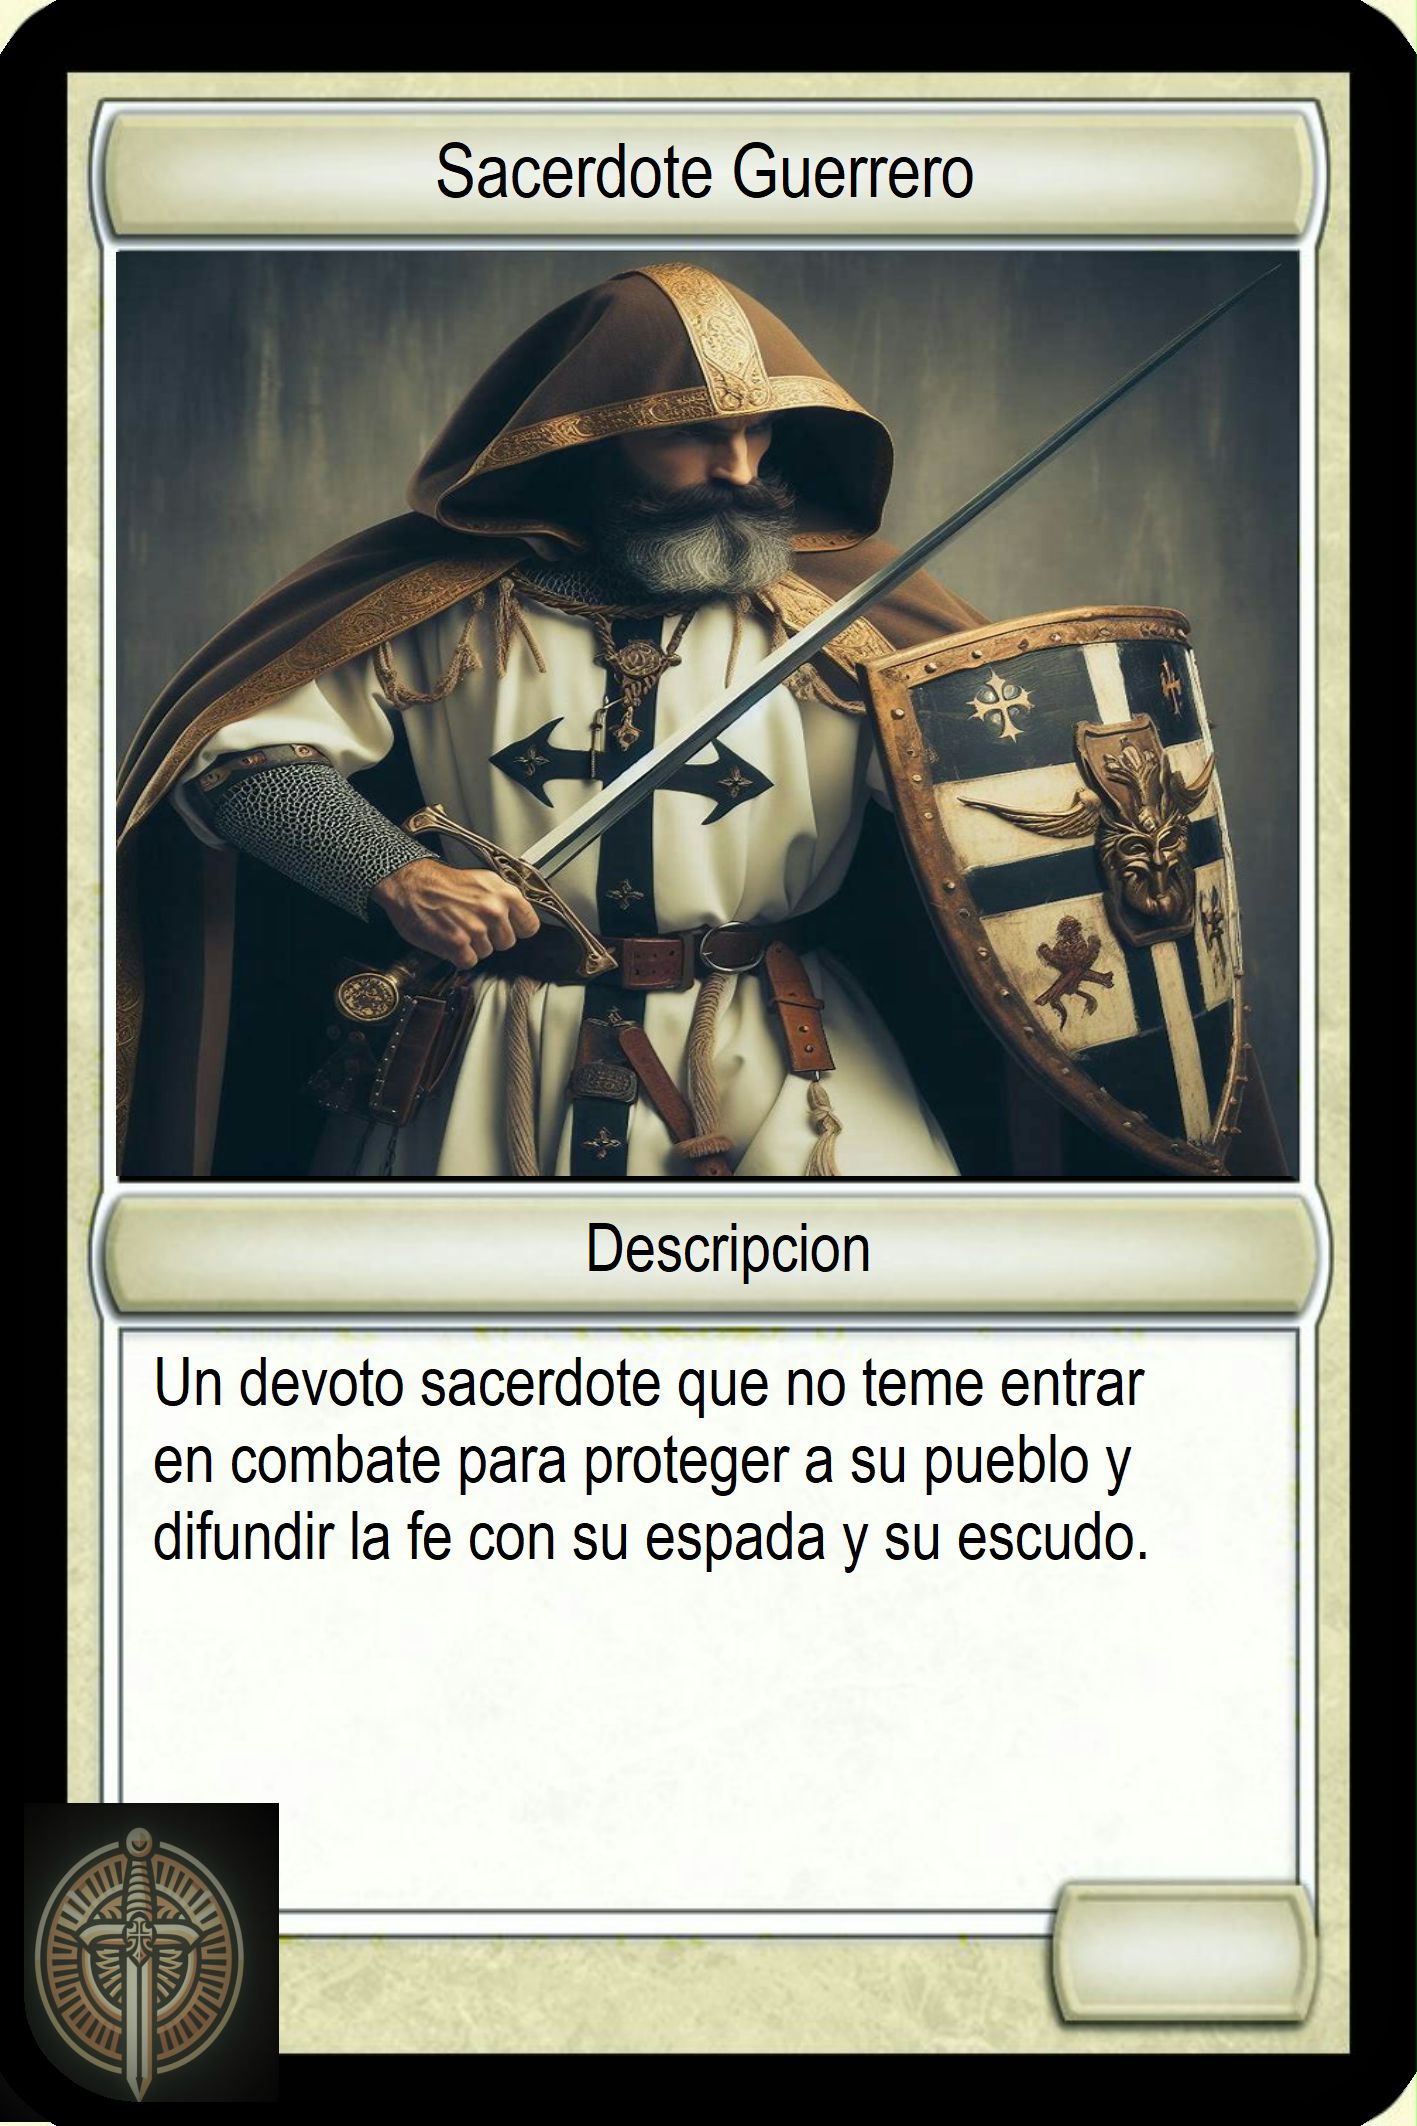 Sacerdote Guerrero
Descripcion
Un devoto sacerdote que no teme entrar
en combate para proteger a su pueblo y
difundir la fe con su espada y su escudo.